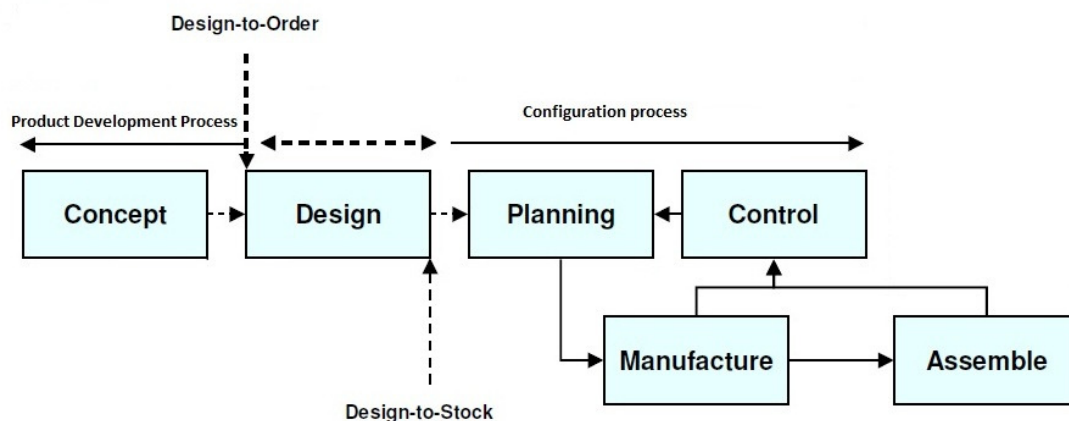 Design-to-Order
Product Development Process
Configuration process
Concept
Design
Planning
Control
Manufacture
Assemble
Design-to-Stock